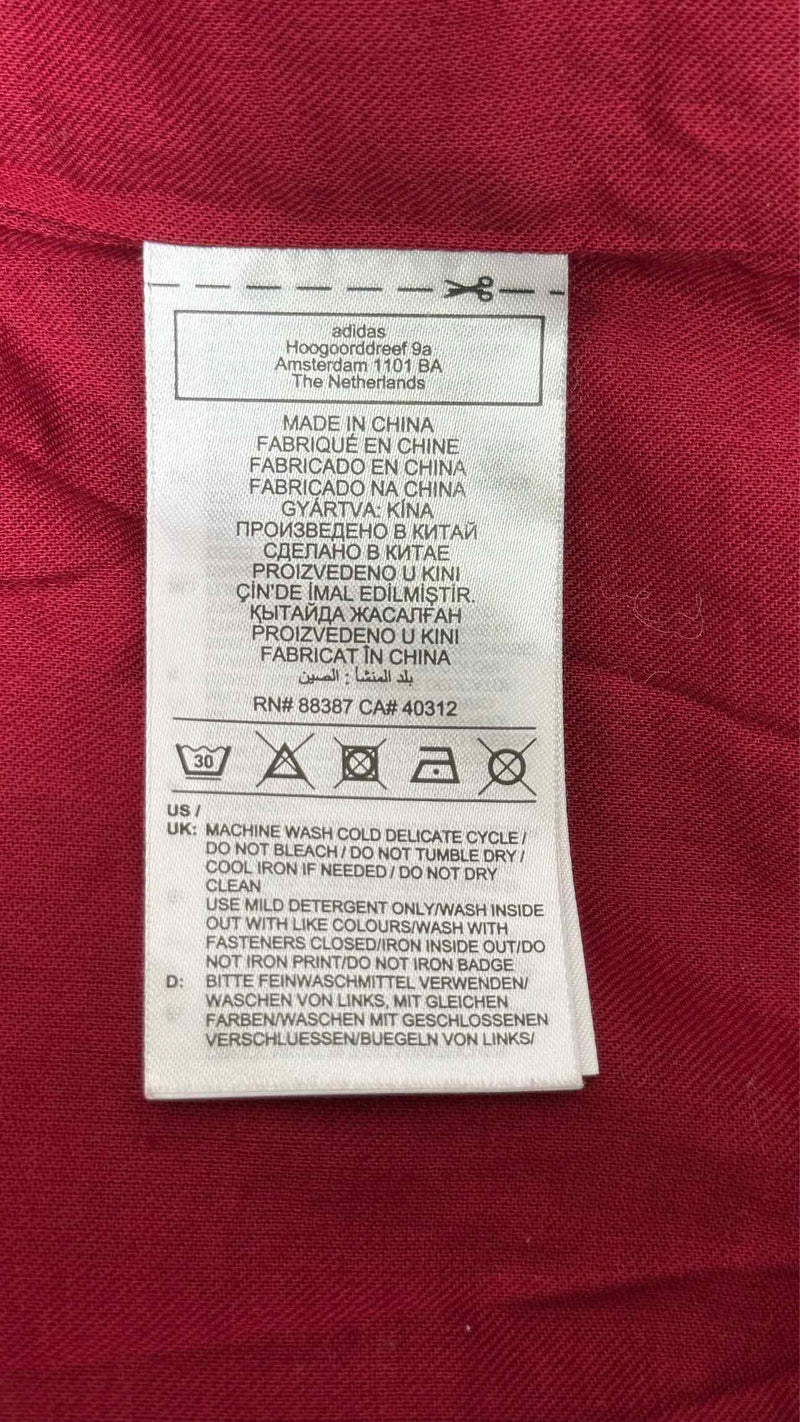 adidas
Hoogoorddreef 9a
Amsterdam 1101 BA
The Netherlands
MADE IN CHINA
FABRIQUÉ EN CHINE
FABRICADO EN CHINA
FABRICADO NA CHINA
GYÁRTVA: KÍNA
ПРОИЗВЕДЕНО В КИТАЙ
СДЕЛАНО В КИТАЕ
PROIZVEDENO U KINI
ÇİN'DE İMAL EDİLMİŞTİR.
ҚЫТАЙДА ЖАСАЛҒАН
PROIZVEDENO U KINI
FABRICAT ÎN CHINA
بلد المنشأ : الصين
RN# 88387 CA# 40312
30
US /
UK: MACHINE WASH COLD DELICATE CYCLE /
DO NOT BLEACH / DO NOT TUMBLE DRY /
COOL IRON IF NEEDED / DO NOT DRY
CLEAN
USE MILD DETERGENT ONLY/WASH INSIDE
OUT WITH LIKE COLOURS/WASH WITH
FASTENERS CLOSED/IRON INSIDE OUT/DO
NOT IRON PRINT/DO NOT IRON BADGE
D: BITTE FEINWASCHMITTEL VERWENDEN/
WASCHEN VON LINKS, MIT GLEICHEN
FARBEN/WASCHEN MIT GESCHLOSSENEN
VERSCHLUESSEN/BUEGELN VON LINKS/